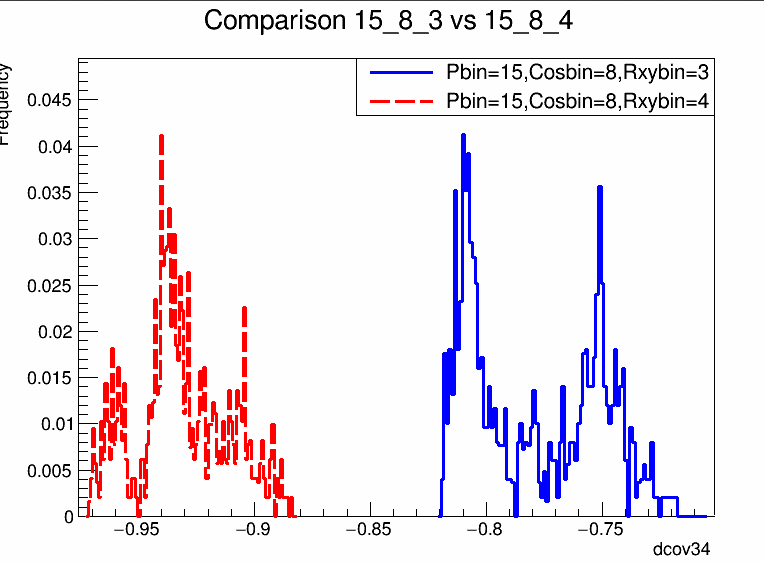 Comparison 15_8_3 vs 15_8_4
Pbin=15,Cosbin=8,Rxybin=3
Pbin=15,Cosbin=8,Rxybin=4
Frequency
0.045
0.04
0.035
0.03
0.025
0.02
0.015
0.01
0.005
0
−0.95 −0.9 −0.85 −0.8 −0.75
dcov34